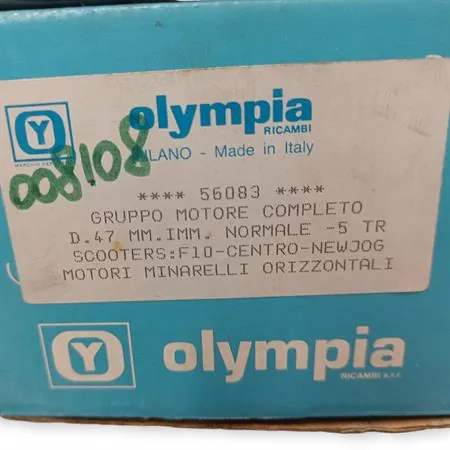 Y
olympia
RICAMBI
MILANO - Made in Italy
008108
**** 56083 ****
GRUPPO MOTORE COMPLETO
D.47 MM.IMM. NORMALE -5 TR
SCOOTERS:F10-CENTRO-NEWJOG
MOTORI MINARELLI ORIZZONTALI
Y
olympia
RICAMBI s.r.l.